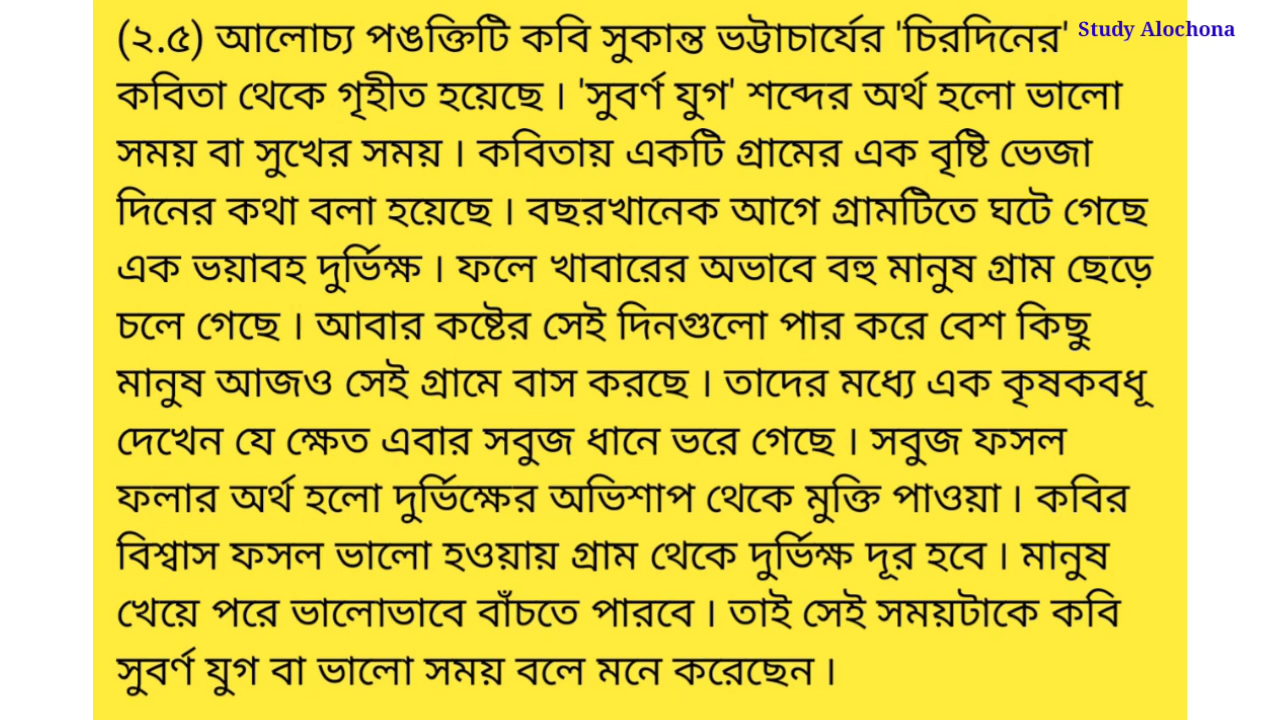 (২.৫) আলোচ্য পঙক্তিটি কবি সুকান্ত ভট্টাচার্যের 'চিরদিনের' Study Alochona
কবিতা থেকে গৃহীত হয়েছে । 'সুবর্ণ যুগ' শব্দের অর্থ হলো ভালো
সময় বা সুখের সময় । কবিতায় একটি গ্রামের এক বৃষ্টি ভেজা
দিনের কথা বলা হয়েছে । বছরখানেক আগে গ্রামটিতে ঘটে গেছে
এক ভয়াবহ দুর্ভিক্ষ । ফলে খাবারের অভাবে বহু মানুষ গ্রাম ছেড়ে
চলে গেছে । আবার কষ্টের সেই দিনগুলো পার করে বেশ কিছু
মানুষ আজও সেই গ্রামে বাস করছে । তাদের মধ্যে এক কৃষকবধূ
দেখেন যে ক্ষেত এবার সবুজ ধানে ভরে গেছে । সবুজ ফসল
ফলার অর্থ হলো দুর্ভিক্ষের অভিশাপ থেকে মুক্তি পাওয়া । কবির
বিশ্বাস ফসল ভালো হওয়ায় গ্রাম থেকে দুর্ভিক্ষ দূর হবে । মানুষ
খেয়ে পরে ভালোভাবে বাঁচতে পারবে । তাই সেই সময়টাকে কবি
সুবর্ণ যুগ বা ভালো সময় বলে মনে করেছেন ।